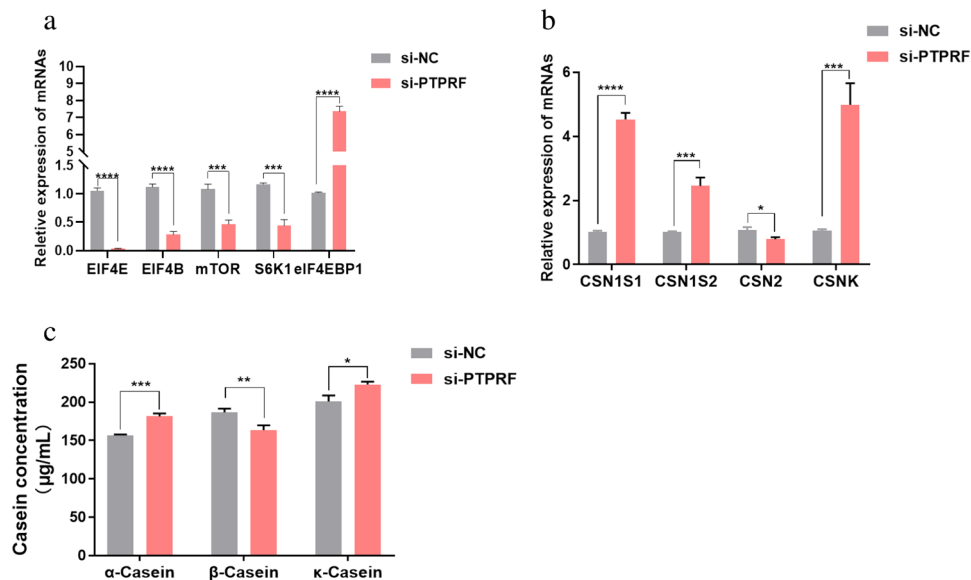 a
si-NC
si-PTPRF
Reletive expression of mRNAs
10
9
8
7
6
5
1.5
1.0
0.5
0.0
****
****
***
***
****
EIF4E EIF4B mTOR S6K1 eIF4EBP1
b
si-NC
si-PTPRF
Relative expression of mRNAs
6
4
2
0
****
***
*
***
CSN1S1 CSN1S2 CSN2 CSNK
c
si-NC
si-PTPRF
Casein concentration
(μg/mL)
250
200
150
100
50
0
***
**
*
α-Casein β-Casein κ-Casein